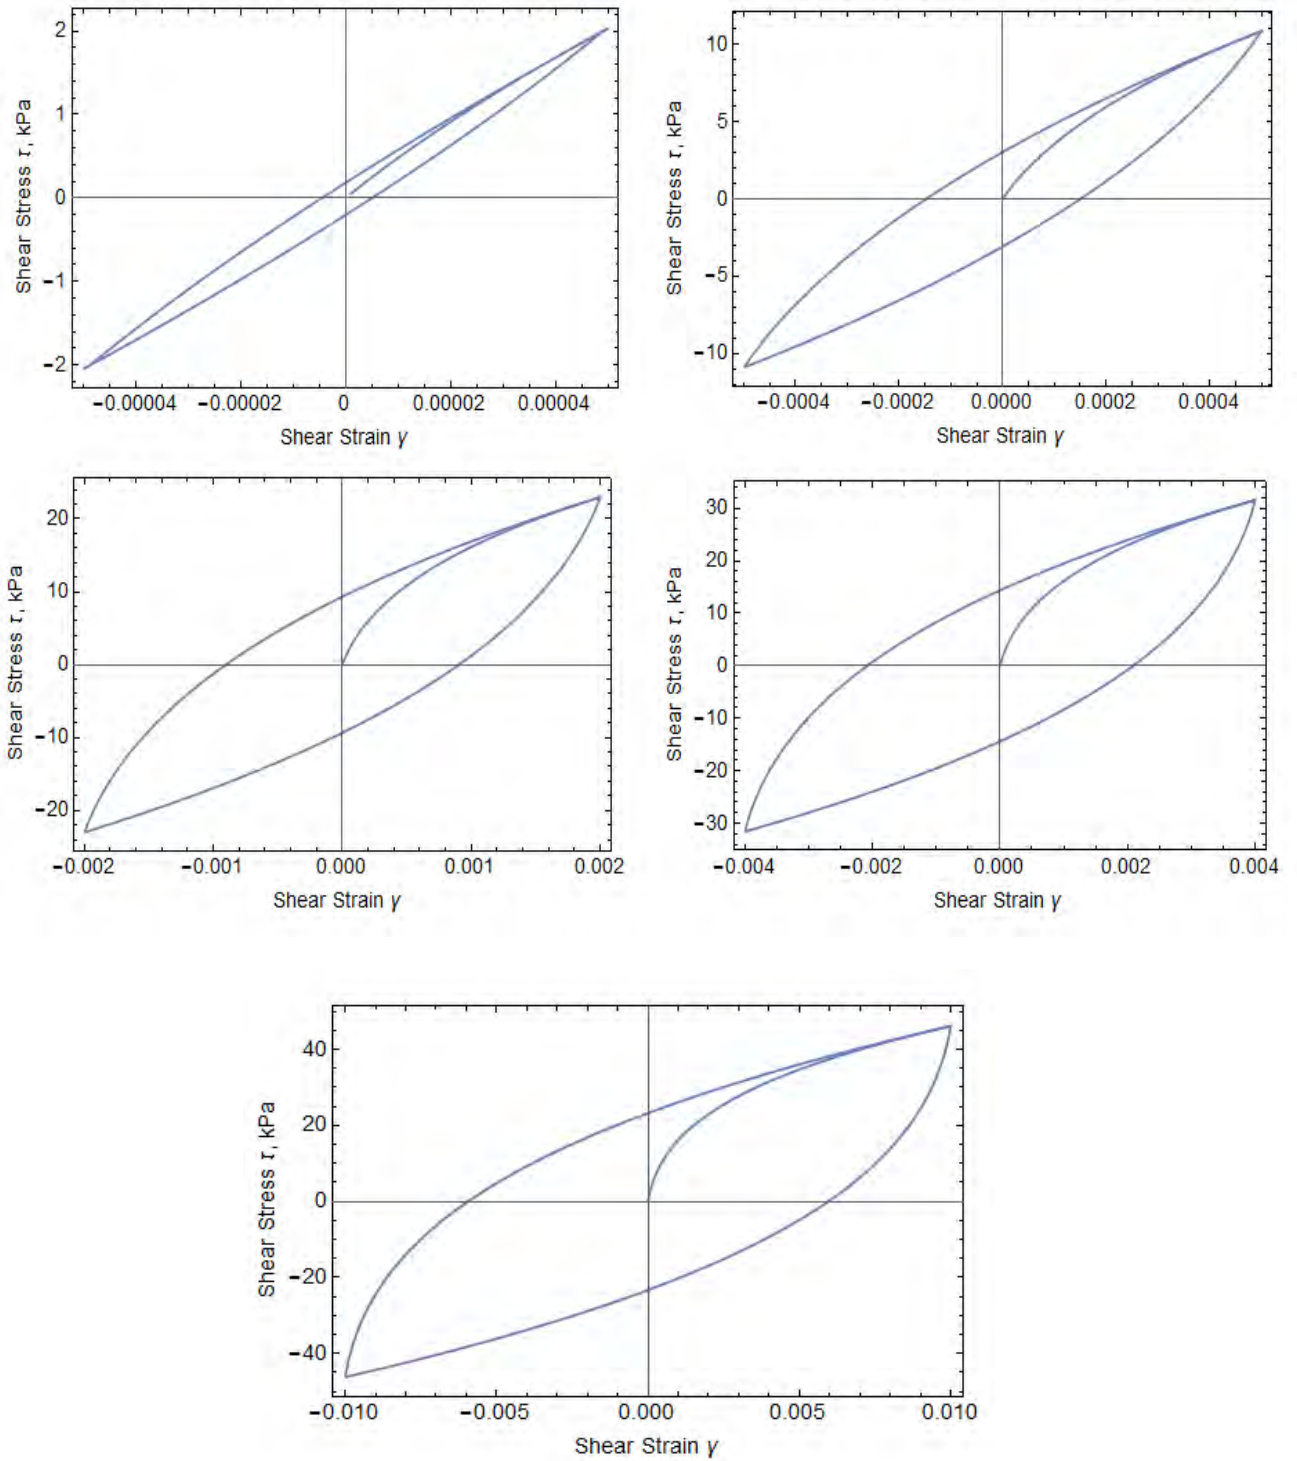 Shear Stress τ, kPa
2
1
0
−1
−2
−0.00004 −0.00002 0 0.00002 0.00004
Shear Strain γ
Shear Stress τ, kPa
10
5
0
−5
−10
−0.0004 −0.0002 0.0000 0.0002 0.0004
Shear Strain γ
Shear Stress τ, kPa
20
10
0
−10
−20
−0.002 −0.001 0.000 0.001 0.002
Shear Strain γ
Shear Stress τ, kPa
30
20
10
0
−10
−20
−30
−0.004 −0.002 0.000 0.002 0.004
Shear Strain γ
Shear Stress τ, kPa
40
20
0
−20
−40
−0.010 −0.005 0.000 0.005 0.010
Shear Strain γ